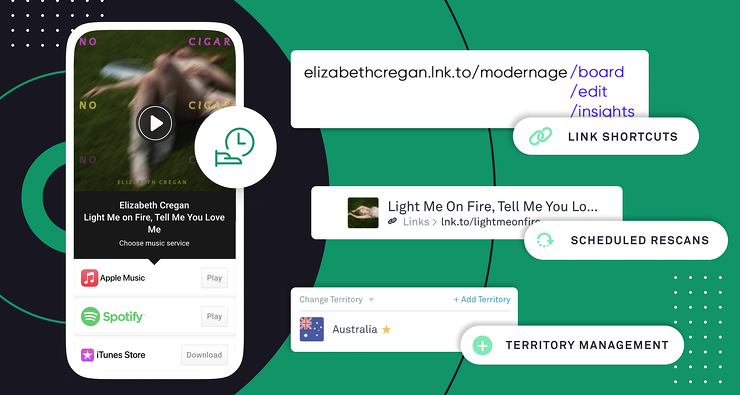 NO CIGAR
NO CIGAR
NO CIGAR
ELIZABETH CREGAN
Elizabeth Cregan
Light Me on Fire, Tell Me You Love
Me
Choose music service
Apple Music Play
Spotify Play
iTunes Store Download
elizabethcregan.lnk.to/modernage/board
/edit
/insights
LINK SHORTCUTS
Light Me On Fire, Tell Me You Lo...
Links > lnk.to/lightmeonfire
SCHEDULED RESCANS
Change Territory + Add Territory
Australia
TERRITORY MANAGEMENT